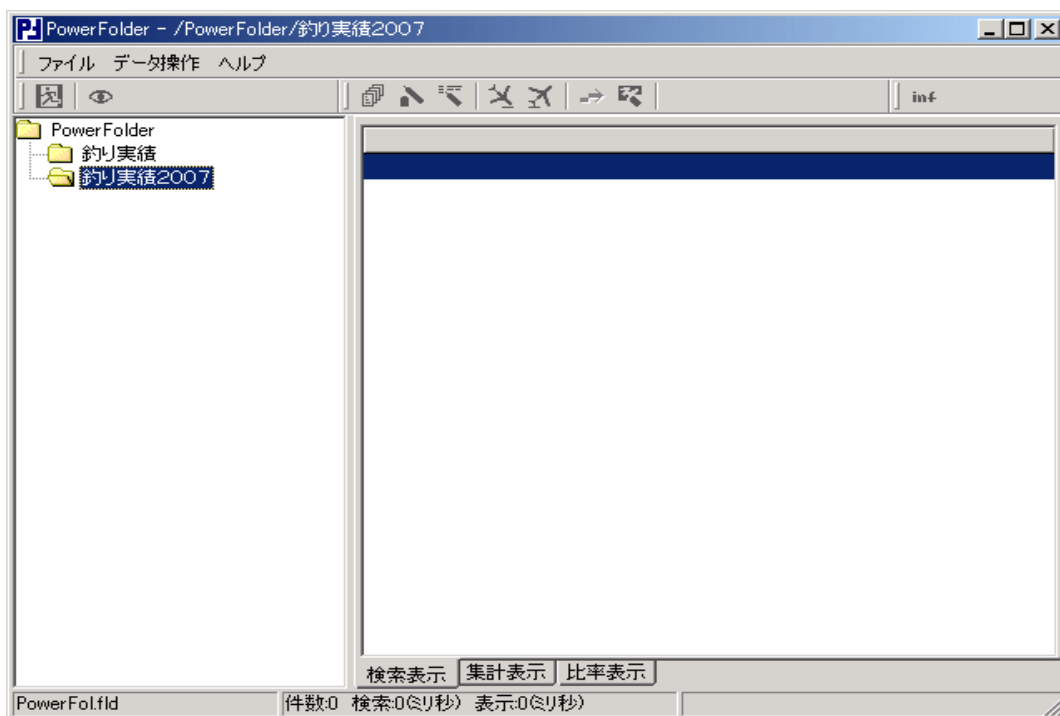 PowerFolder - /PowerFolder/釣り実績2007
ファイル データ操作 ヘルプ
inf
PowerFolder
釣り実績
釣り実績2007
検索表示 集計表示 比率表示
PowerFol.fld 件数:0 検索:0(ミリ秒) 表示:0(ミリ秒)